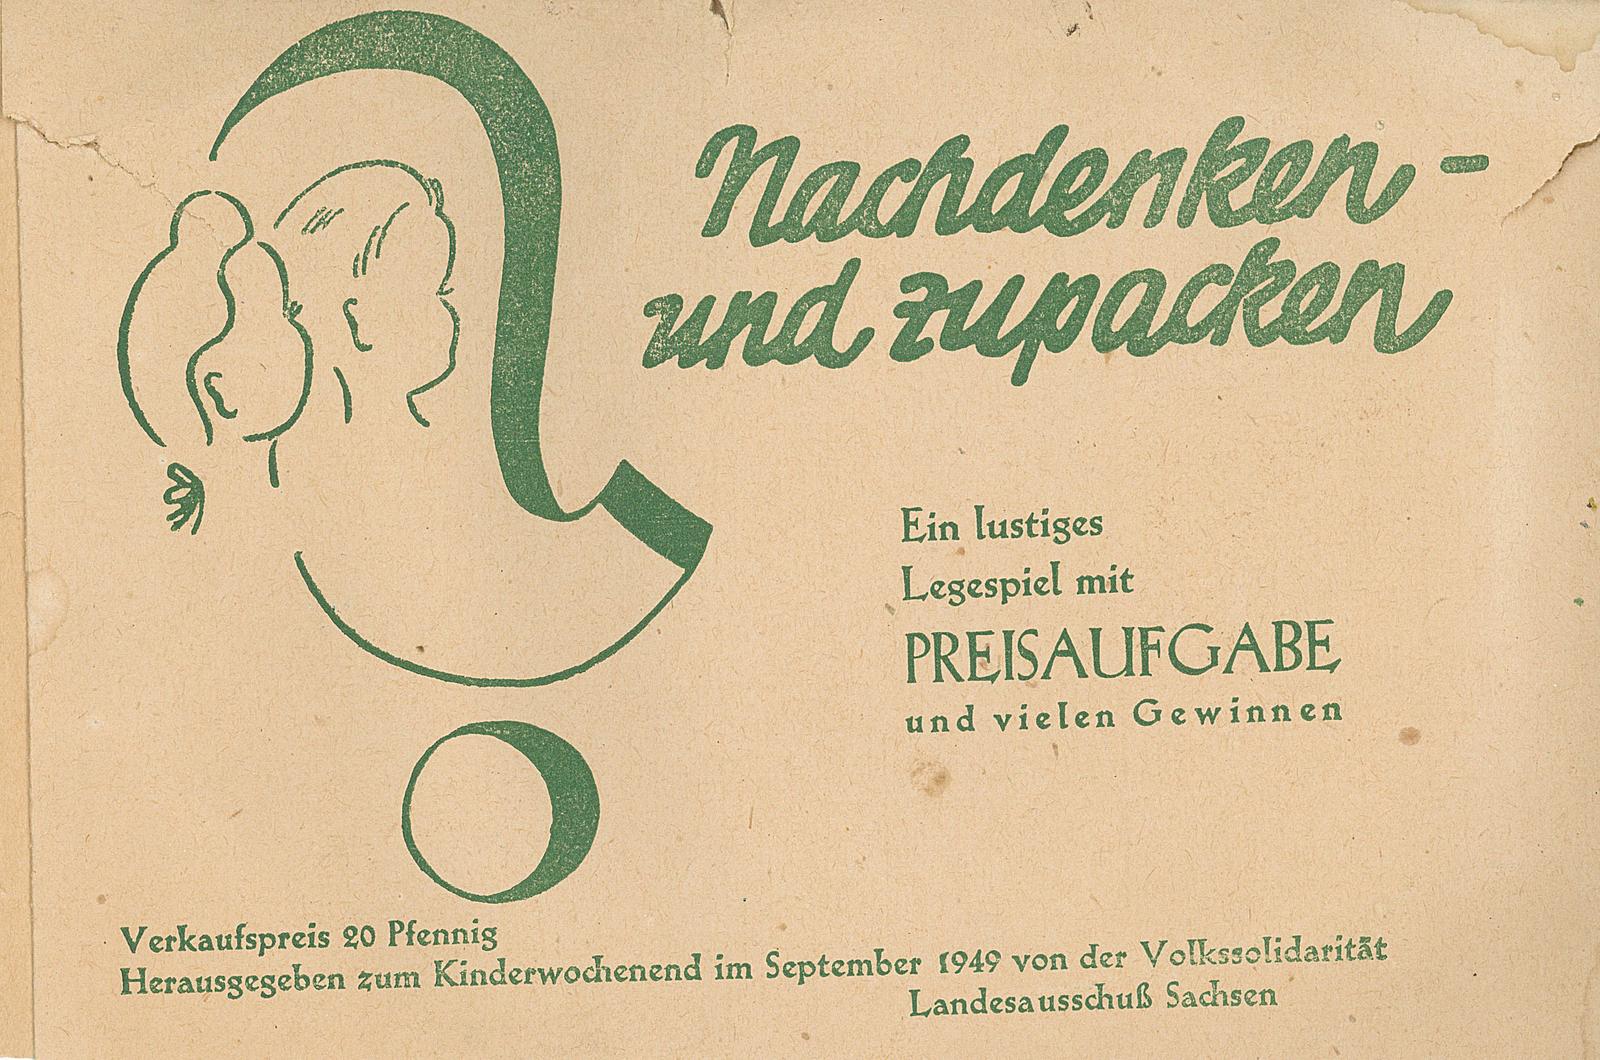 Nachdenken -
und zupacken
Ein lustiges
Legespiel mit
PREISAUFGABE
und vielen Gewinnen
Verkaufspreis 20 Pfennig
Herausgegeben zum Kinderwochenend im September 1949 von der Volkssolidarität
Landesausschuß Sachsen